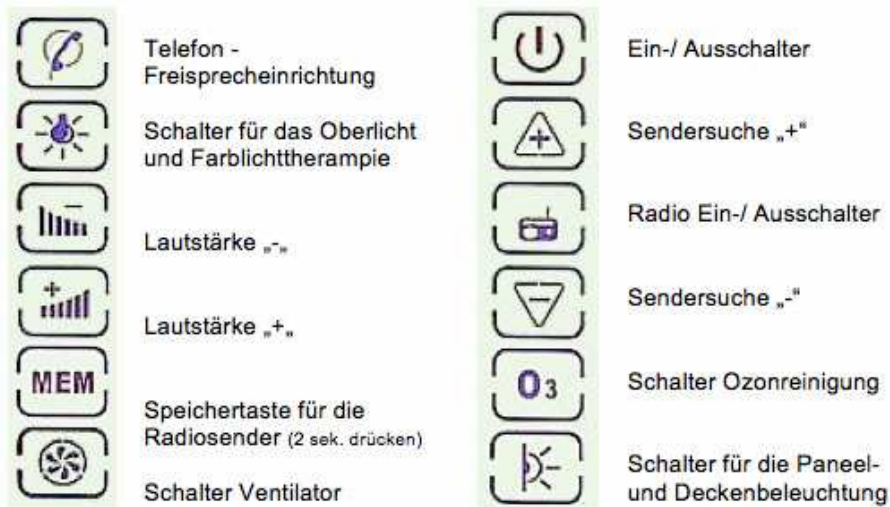 Telefon -
Freisprecheinrichtung
Schalter für das Oberlicht
und Farblichttherampie
Lautstärke „-„
Lautstärke „+„
MEM
Speichertaste für die
Radiosender (2 sek. drücken)
Schalter Ventilator
Ein-/ Ausschalter
Sendersuche „+“
Radio Ein-/ Ausschalter
Sendersuche „-“
O3
Schalter Ozonreinigung
Schalter für die Paneel-
und Deckenbeleuchtung